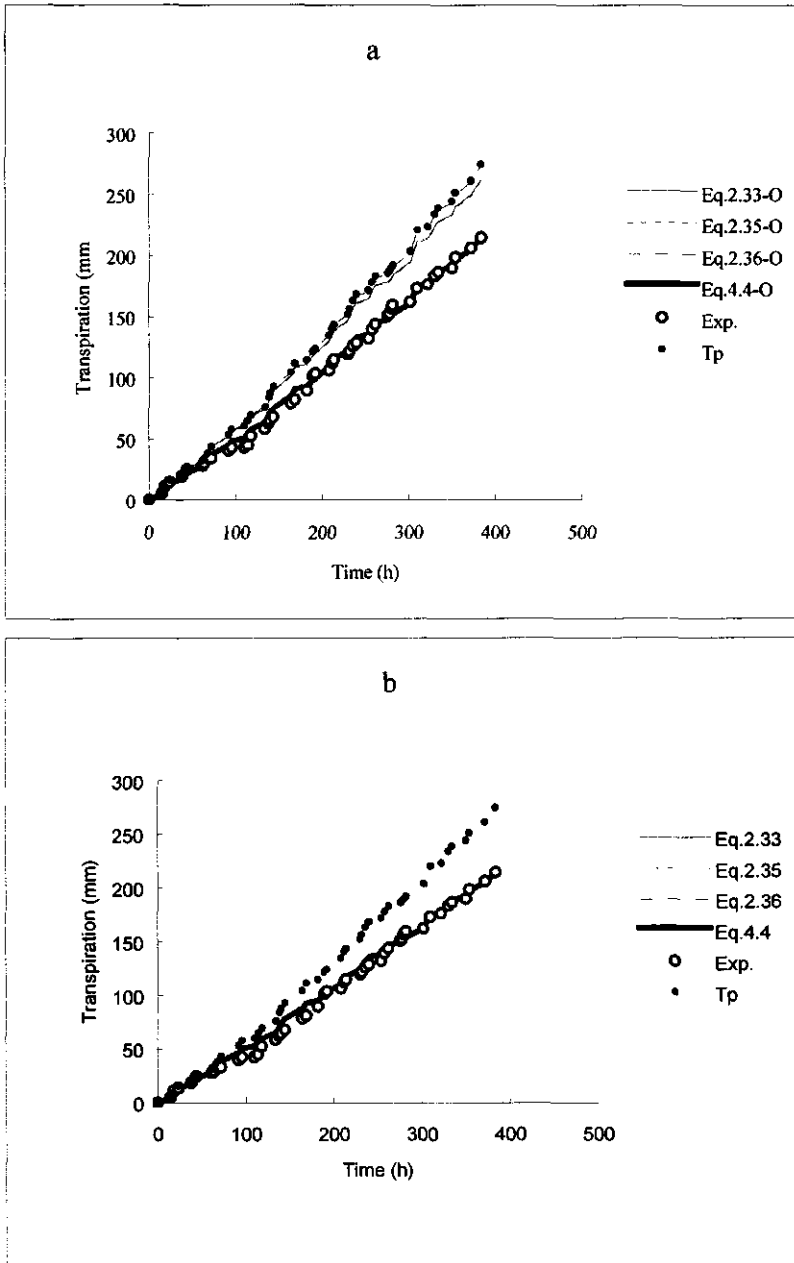 a
300
250
200
150
100
50
0
Transpiration (mm
0 100 200 300 400 500
Time (h)
Eq.2.33-O
Eq.2.35-O
Eq.2.36-O
Eq.4.4-O
Exp.
Tp
b
300
250
200
150
100
50
0
Transpiration (mm)
0 100 200 300 400 500
Time (h)
Eq.2.33
Eq.2.35
Eq.2.36
Eq.4.4
Exp.
Tp